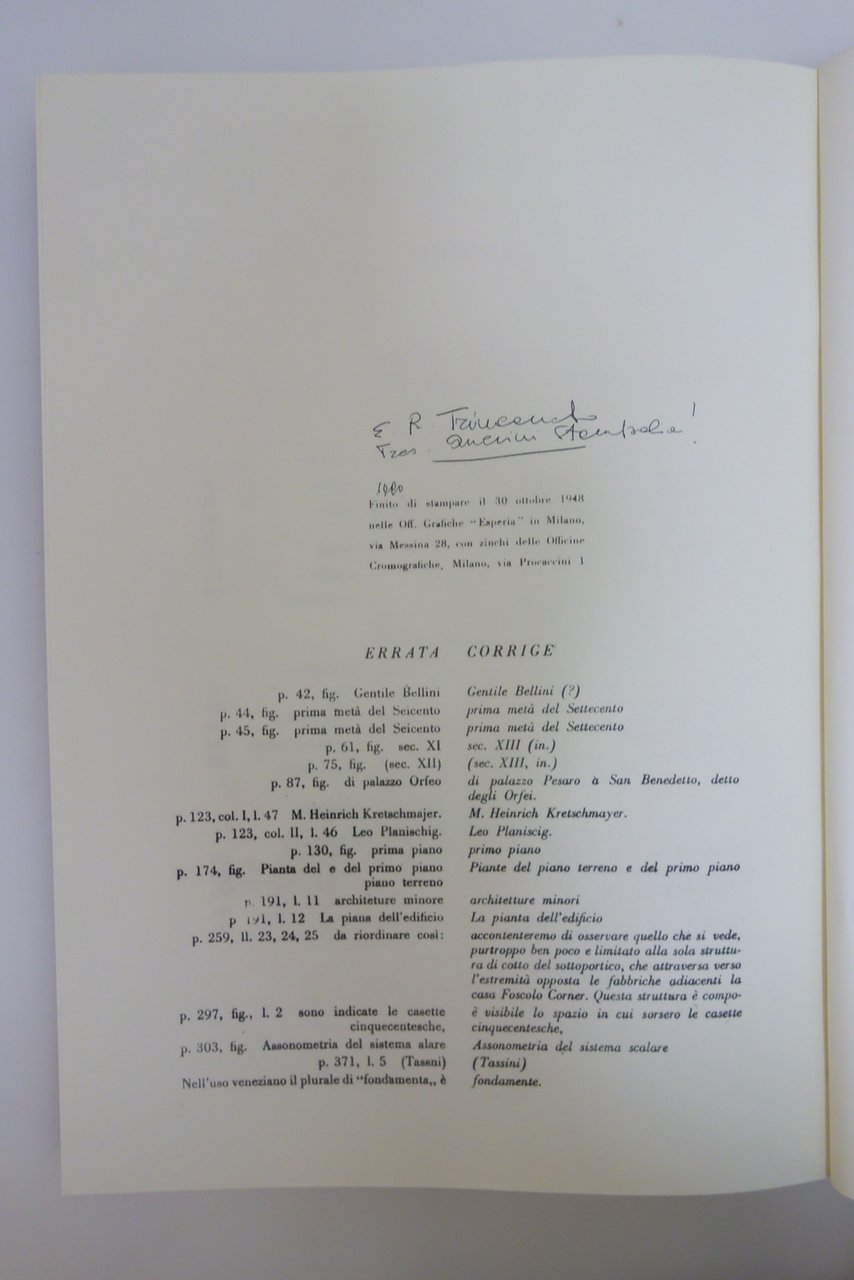 E. R. Trincanato
Querini Stampalia!
Finito di stampare il 30 ottobre 1948
nelle Off. Grafiche "Esperia" in Milano,
via Messina 28, con zinchi delle Officine
Cromografiche, Milano, via Procaccini 1
ERRATA CORRIGE
p. 42, fig. Gentile Bellini Gentile Bellini (?)
p. 44, fig. prima metà del Seicento prima metà del Settecento
p. 45, fig. prima metà del Seicento prima metà del Settecento
p. 61, fig. sec. XI sec. XIII (in.)
p. 75, fig. (sec. XII) (sec. XIII, in.)
p. 87, fig. di palazzo Orfeo di palazzo Pesaro a San Benedetto, detto
degli Orfei.
p. 123, col. I, l. 47 M. Heinrich Kretschmajer. M. Heinrich Kretschmayer.
p. 123, col. II, l. 46 Leo Planischig. Leo Planiscig.
p. 130, fig. prima piano primo piano
p. 174, fig. Pianta del e del primo piano Piante del piano terreno e del primo piano
piano terreno
p. 191, l. 11 architeture minore architetture minori
p 191, l. 12 La piana dell'edificio La pianta dell'edificio
p. 259, ll. 23, 24, 25 da riordinare così: accontenteremo di osservare quello che si vede,
purtroppo ben poco e limitato alla sola struttu-
ra di cotto del sottoportico, che attraversa verso
l'estremità opposta le fabbriche adiacenti la
casa Foscolo Corner. Questa struttura è compo-
p. 297, fig., l. 2 sono indicate le casette è visibile lo spazio in cui sorsero le casette
cinquecentesche, cinquecentesche,
p. 303, fig. Assonometria del sistema alare Assonometria del sistema scalare
p. 371, l. 5 (Tassni) (Tassini)
Nell'uso veneziano il plurale di "fondamenta„ è fondamente.